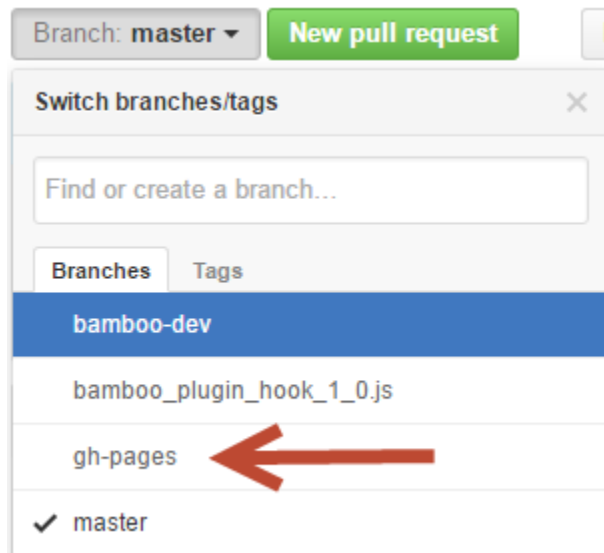 Branch: master
New pull request
Switch branches/tags
Find or create a branch...
Branches Tags
bamboo-dev
bamboo_plugin_hook_1_0.js
gh-pages
master